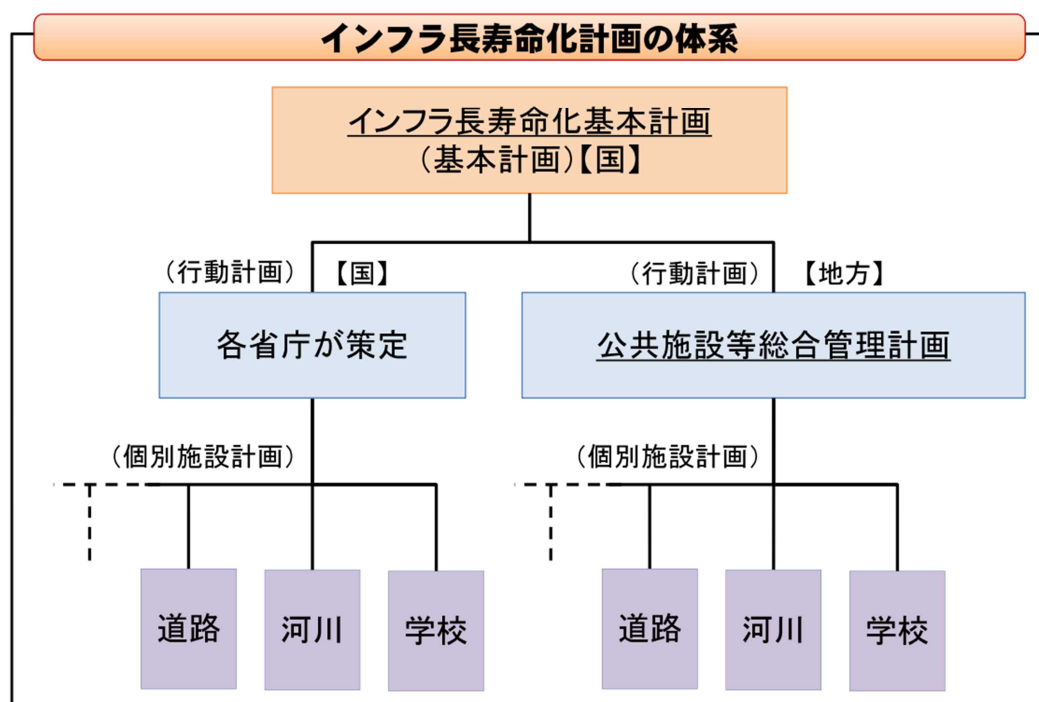 インフラ長寿命化計画の体系
インフラ長寿命化基本計画
(基本計画)【国】
(行動計画) 【国】
各省庁が策定
(行動計画) 【地方】
公共施設等総合管理計画
(個別施設計画)
道路
河川
学校
(個別施設計画)
道路
河川
学校